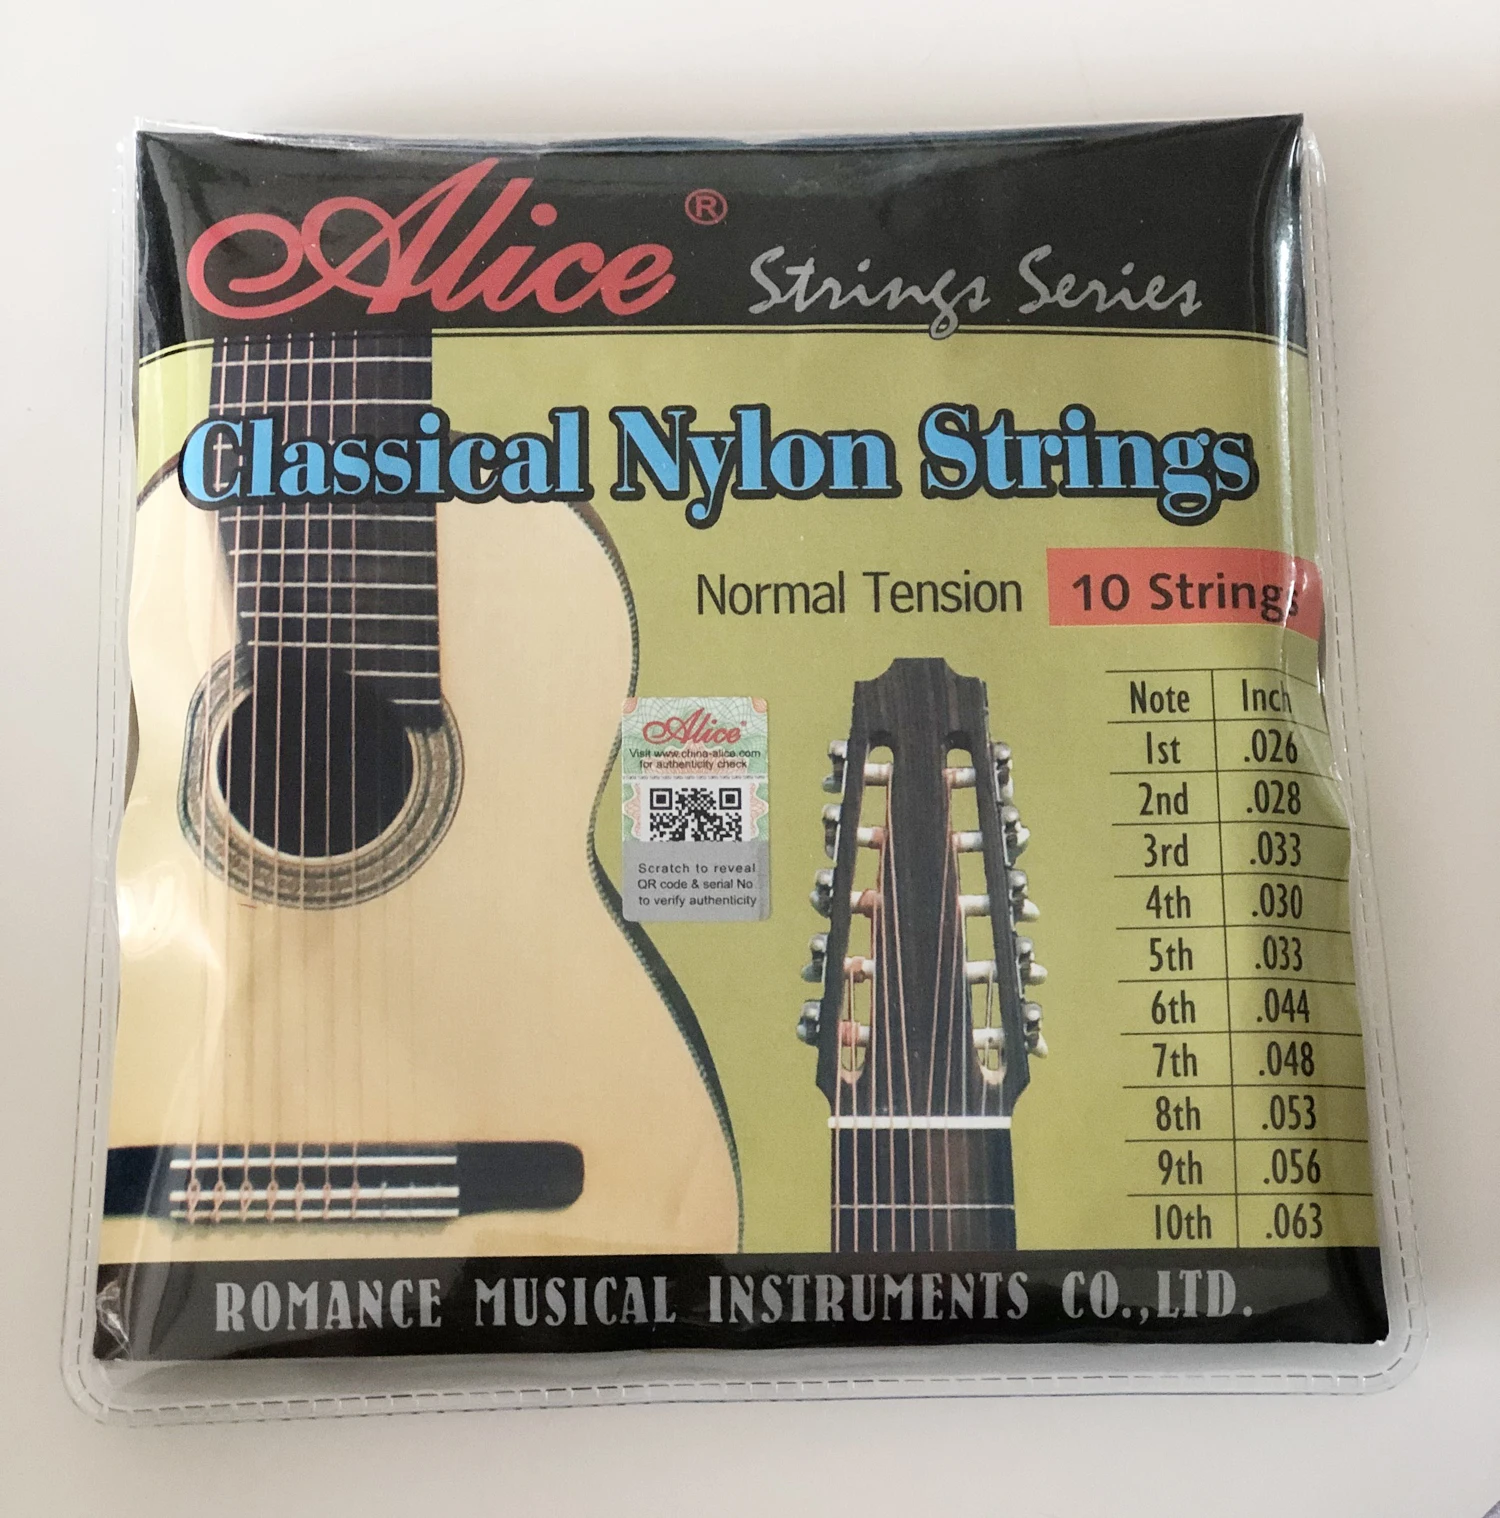 Alice ® Strings Series
Classical Nylon Strings
Normal Tension 10 Strings
Alice®
Visit www.china-alice.com
for authenticity check
Scratch to reveal
QR code & serial No
to verify authenticity
Note Inch
1st .026
2nd .028
3rd .033
4th .030
5th .033
6th .044
7th .048
8th .053
9th .056
10th .063
ROMANCE MUSICAL INSTRUMENTS CO.,LTD.